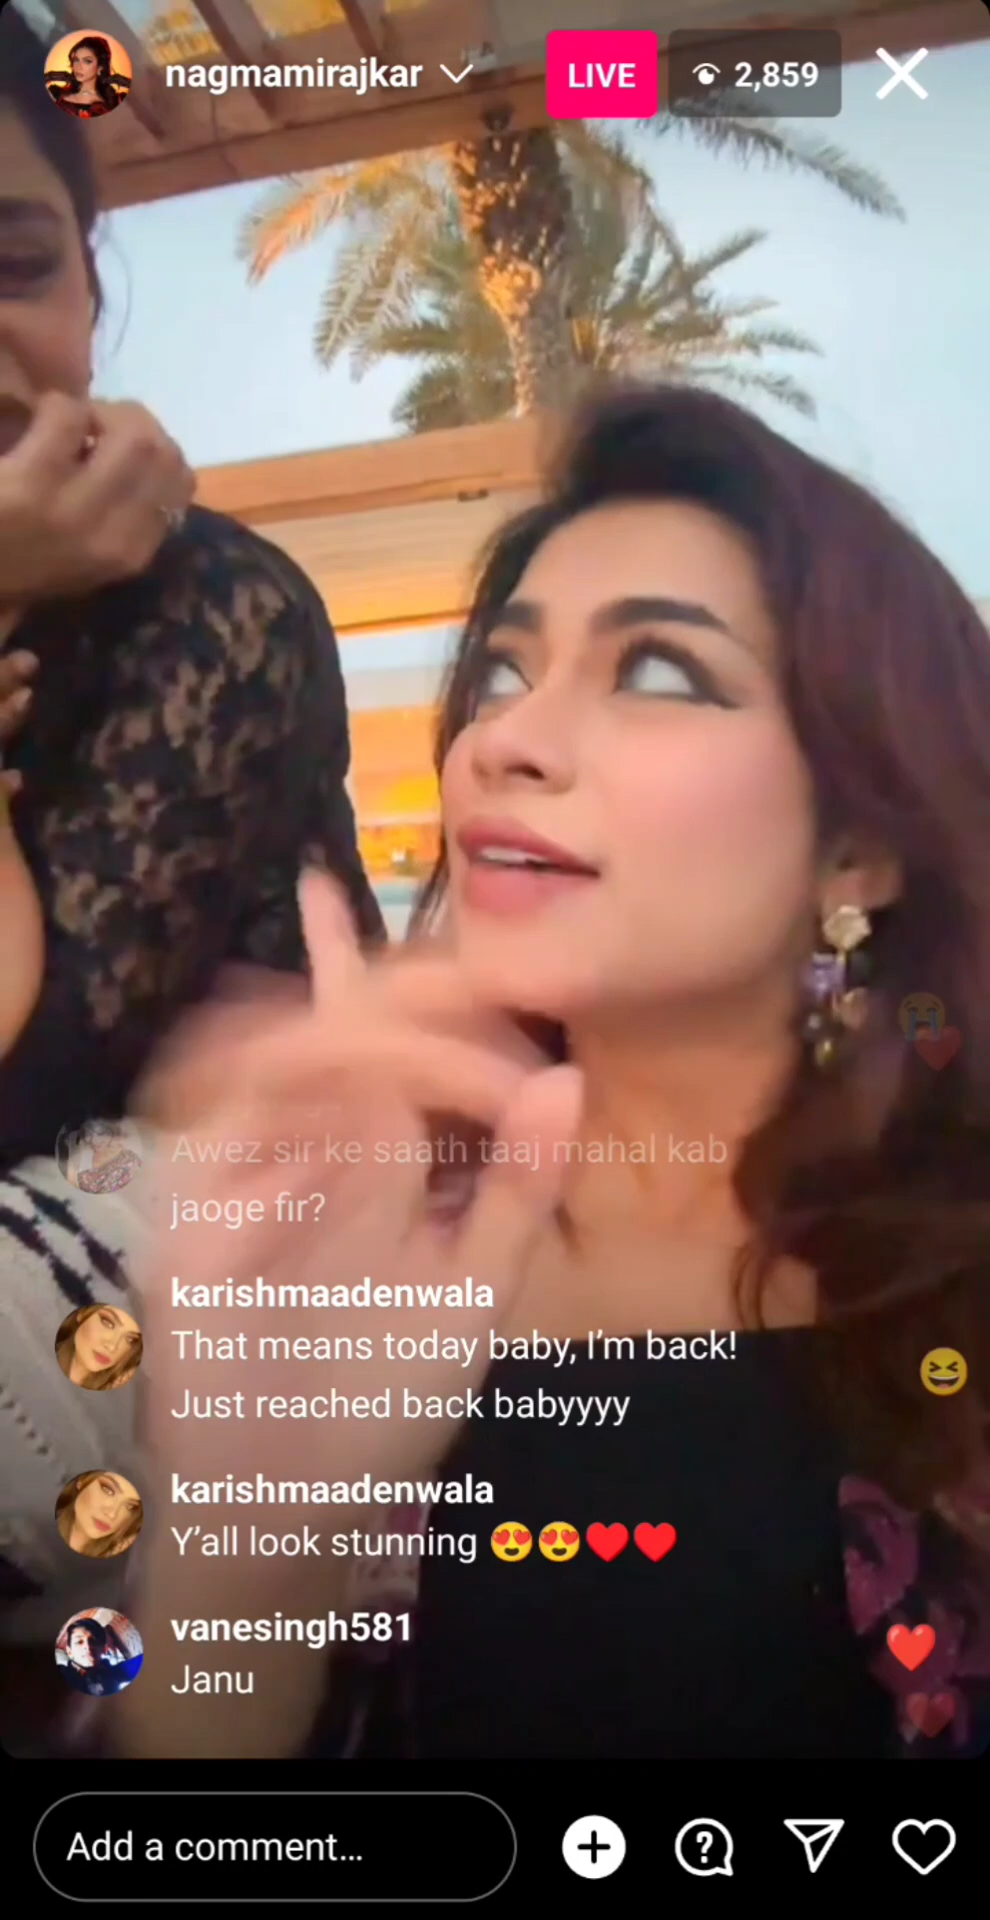 nagmamirajkar
LIVE
2,859
Awez sir ke saath taaj mahal kab
jaoge fir?
karishmaadenwala
That means today baby, I’m back!
Just reached back babyyyy
karishmaadenwala
Y’all look stunning 😍😍❤️❤️
vanesingh581
Janu
Add a comment...